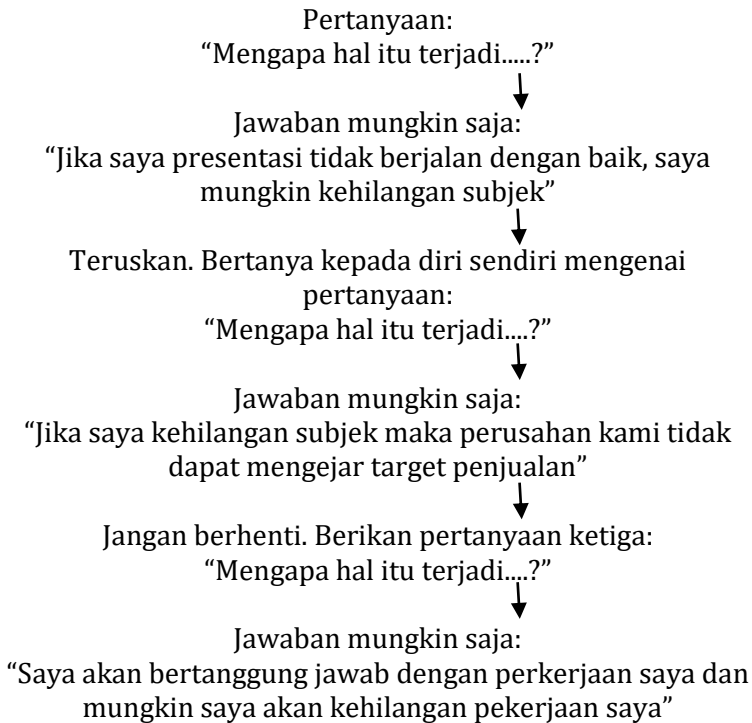 Pertanyaan:
“Mengapa hal itu terjadi.....?”
Jawaban mungkin saja:
“Jika saya presentasi tidak berjalan dengan baik, saya
mungkin kehilangan subjek”
Teruskan. Bertanya kepada diri sendiri mengenai
pertanyaan:
“Mengapa hal itu terjadi....?”
Jawaban mungkin saja:
“Jika saya kehilangan subjek maka perusahan kami tidak
dapat mengejar target penjualan”
Jangan berhenti. Berikan pertanyaan ketiga:
“Mengapa hal itu terjadi....?”
Jawaban mungkin saja:
“Saya akan bertanggung jawab dengan perkerjaan saya dan
mungkin saya akan kehilangan pekerjaan saya”